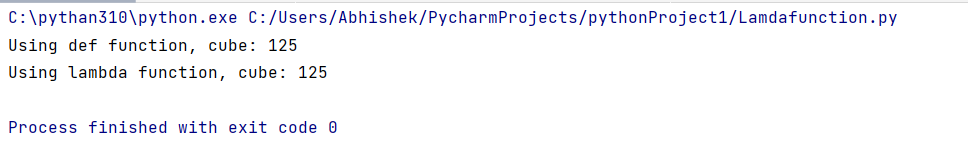 C:\pythan310\python.exe C:/Users/Abhishek/PycharmProjects/pythonProject1/Lamdafunction.py
Using def function, cube: 125
Using lambda function, cube: 125
Process finished with exit code 0